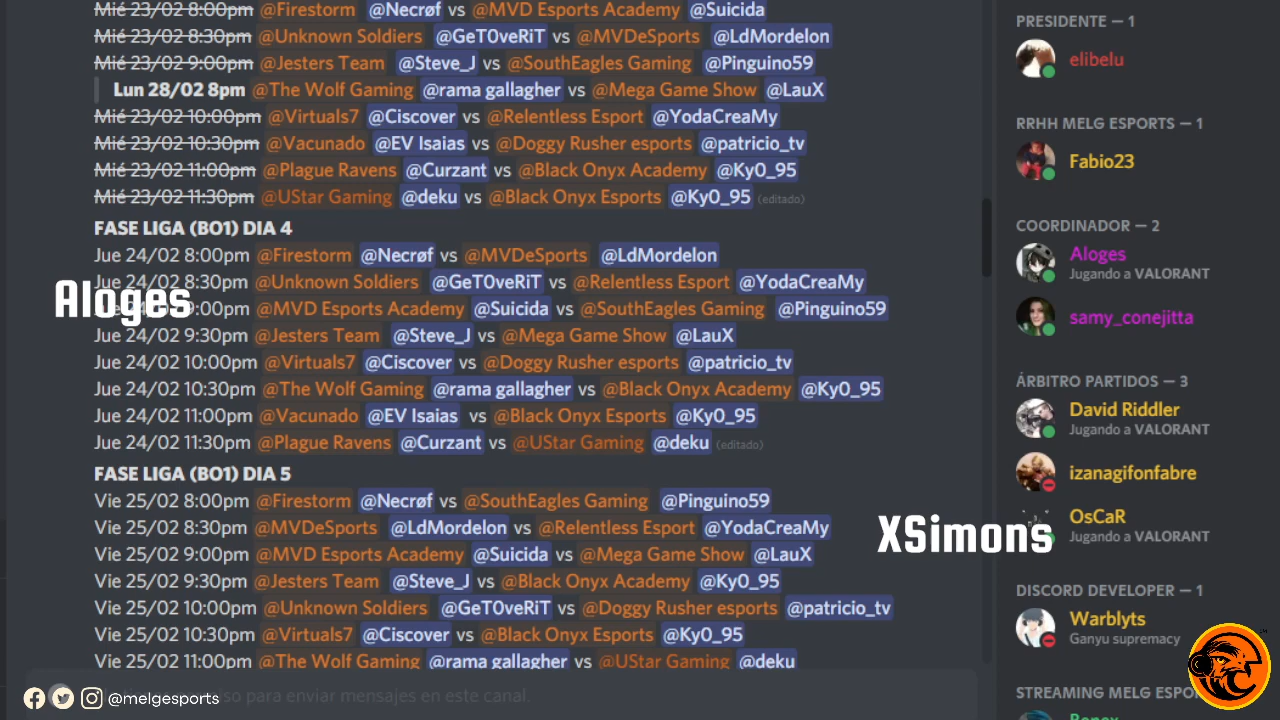 Mié 23/02 8:00pm @Firestorm @Necrøf vs @MVD Esports Academy @Suicida
Mié 23/02 8:30pm @Unknown Soldiers @GeT0veRiT vs @MVDeSports @LdMordelon
Mié 23/02 9:00pm @Jesters Team @Steve_J vs @SouthEagles Gaming @Pinguino59
Lun 28/02 8pm @The Wolf Gaming @rama gallagher vs @Mega Game Show @LauX
Mié 23/02 10:00pm @Virtuals7 @Ciscover vs @Relentless Esport @YodaCreaMy
Mié 23/02 10:30pm @Vacunado @EV Isaias vs @Doggy Rusher esports @patricio_tv
Mié 23/02 11:00pm @Plague Ravens @Curzant vs @Black Onyx Academy @Ky0_95
Mié 23/02 11:30pm @UStar Gaming @deku vs @Black Onyx Esports @Ky0_95 (editado)
FASE LIGA (BO1) DIA 4
Jue 24/02 8:00pm @Firestorm @Necrøf vs @MVDeSports @LdMordelon
Jue 24/02 8:30pm @Unknown Soldiers @GeT0veRiT vs @Relentless Esport @YodaCreaMy
9:00pm @MVD Esports Academy @Suicida vs @SouthEagles Gaming @Pinguino59
Aloges
Jue 24/02 9:30pm @Jesters Team @Steve_J vs @Mega Game Show @LauX
Jue 24/02 10:00pm @Virtuals7 @Ciscover vs @Doggy Rusher esports @patricio_tv
Jue 24/02 10:30pm @The Wolf Gaming @rama gallagher vs @Black Onyx Academy @Ky0_95
Jue 24/02 11:00pm @Vacunado @EV Isaias vs @Black Onyx Esports @Ky0_95
Jue 24/02 11:30pm @Plague Ravens @Curzant vs @UStar Gaming @deku (editado)
FASE LIGA (BO1) DIA 5
Vie 25/02 8:00pm @Firestorm @Necrøf vs @SouthEagles Gaming @Pinguino59
Vie 25/02 8:30pm @MVDeSports @LdMordelon vs @Relentless Esport @YodaCreaMy
Vie 25/02 9:00pm @MVD Esports Academy @Suicida vs @Mega Game Show @LauX
Vie 25/02 9:30pm @Jesters Team @Steve_J vs @Black Onyx Academy @Ky0_95
Vie 25/02 10:00pm @Unknown Soldiers @GeT0veRiT vs @Doggy Rusher esports @patricio_tv
Vie 25/02 10:30pm @Virtuals7 @Ciscover vs @Black Onyx Esports @Ky0_95
Vie 25/02 11:00pm @The Wolf Gaming @rama gallagher vs @UStar Gaming @deku
para enviar mensajes en este canal.
@melgesports
XSimons
PRESIDENTE — 1
elibelu
RRHH MELG ESPORTS — 1
Fabio23
COORDINADOR — 2
Aloges
Jugando a VALORANT
samy_conejitta
ÁRBITRO PARTIDOS — 3
David Riddler
Jugando a VALORANT
izanagifonfabre
OsCaR
Jugando a VALORANT
DISCORD DEVELOPER — 1
Warblyts
Ganyu supremacy
STREAMING MELG ESPO